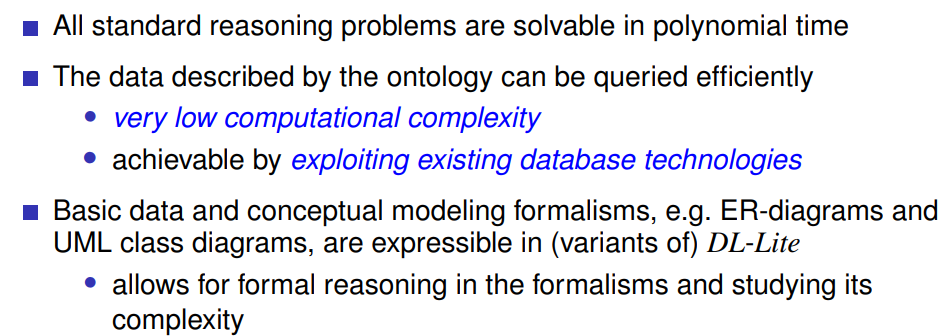 All standard reasoning problems are solvable in polynomial time
The data described by the ontology can be queried efficiently
very low computational complexity
achievable by exploiting existing database technologies
Basic data and conceptual modeling formalisms, e.g. ER-diagrams and
UML class diagrams, are expressible in (variants of) DL-Lite
allows for formal reasoning in the formalisms and studying its
complexity